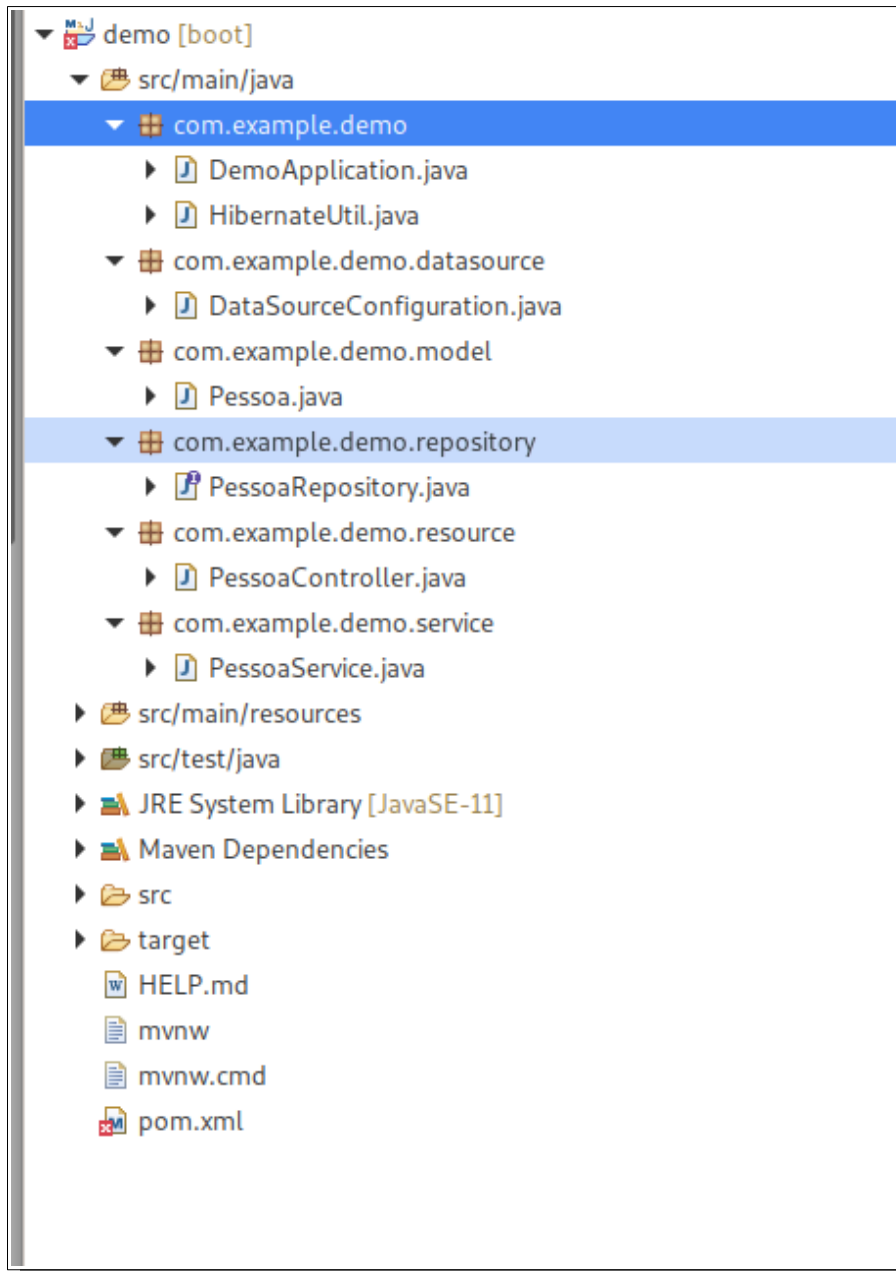 demo [boot]
src/main/java
com.example.demo
DemoApplication.java
HibernateUtil.java
com.example.demo.datasource
DataSourceConfiguration.java
com.example.demo.model
Pessoa.java
com.example.demo.repository
PessoaRepository.java
com.example.demo.resource
PessoaController.java
com.example.demo.service
PessoaService.java
src/main/resources
src/test/java
JRE System Library [JavaSE-11]
Maven Dependencies
src
target
HELP.md
mvnw
mvnw.cmd
pom.xml